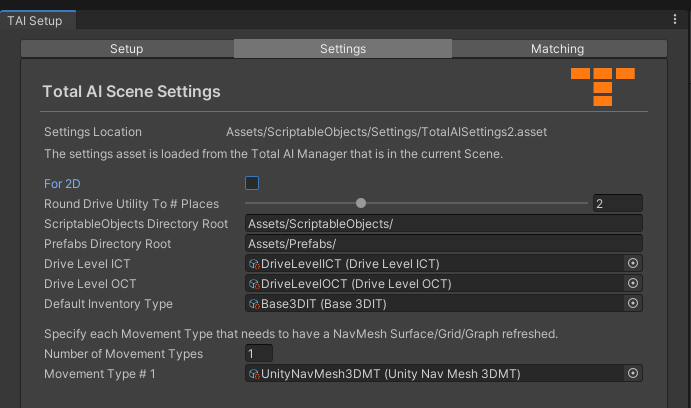 TAI Setup
Setup Settings Matching
Total AI Scene Settings
Settings Location Assets/ScriptableObjects/Settings/TotalAISettings2.asset
The settings asset is loaded from the Total AI Manager that is in the current Scene.
For 2D
Round Drive Utility To # Places 2
ScriptableObjects Directory Root Assets/ScriptableObjects/
Prefabs Directory Root Assets/Prefabs/
Drive Level ICT DriveLevelICT (Drive Level ICT)
Drive Level OCT DriveLevelOCT (Drive Level OCT)
Default Inventory Type Base3DIT (Base 3DIT)
Specify each Movement Type that needs to have a NavMesh Surface/Grid/Graph refreshed.
Number of Movement Types 1
Movement Type # 1 UnityNavMesh3DMT (Unity Nav Mesh 3DMT)